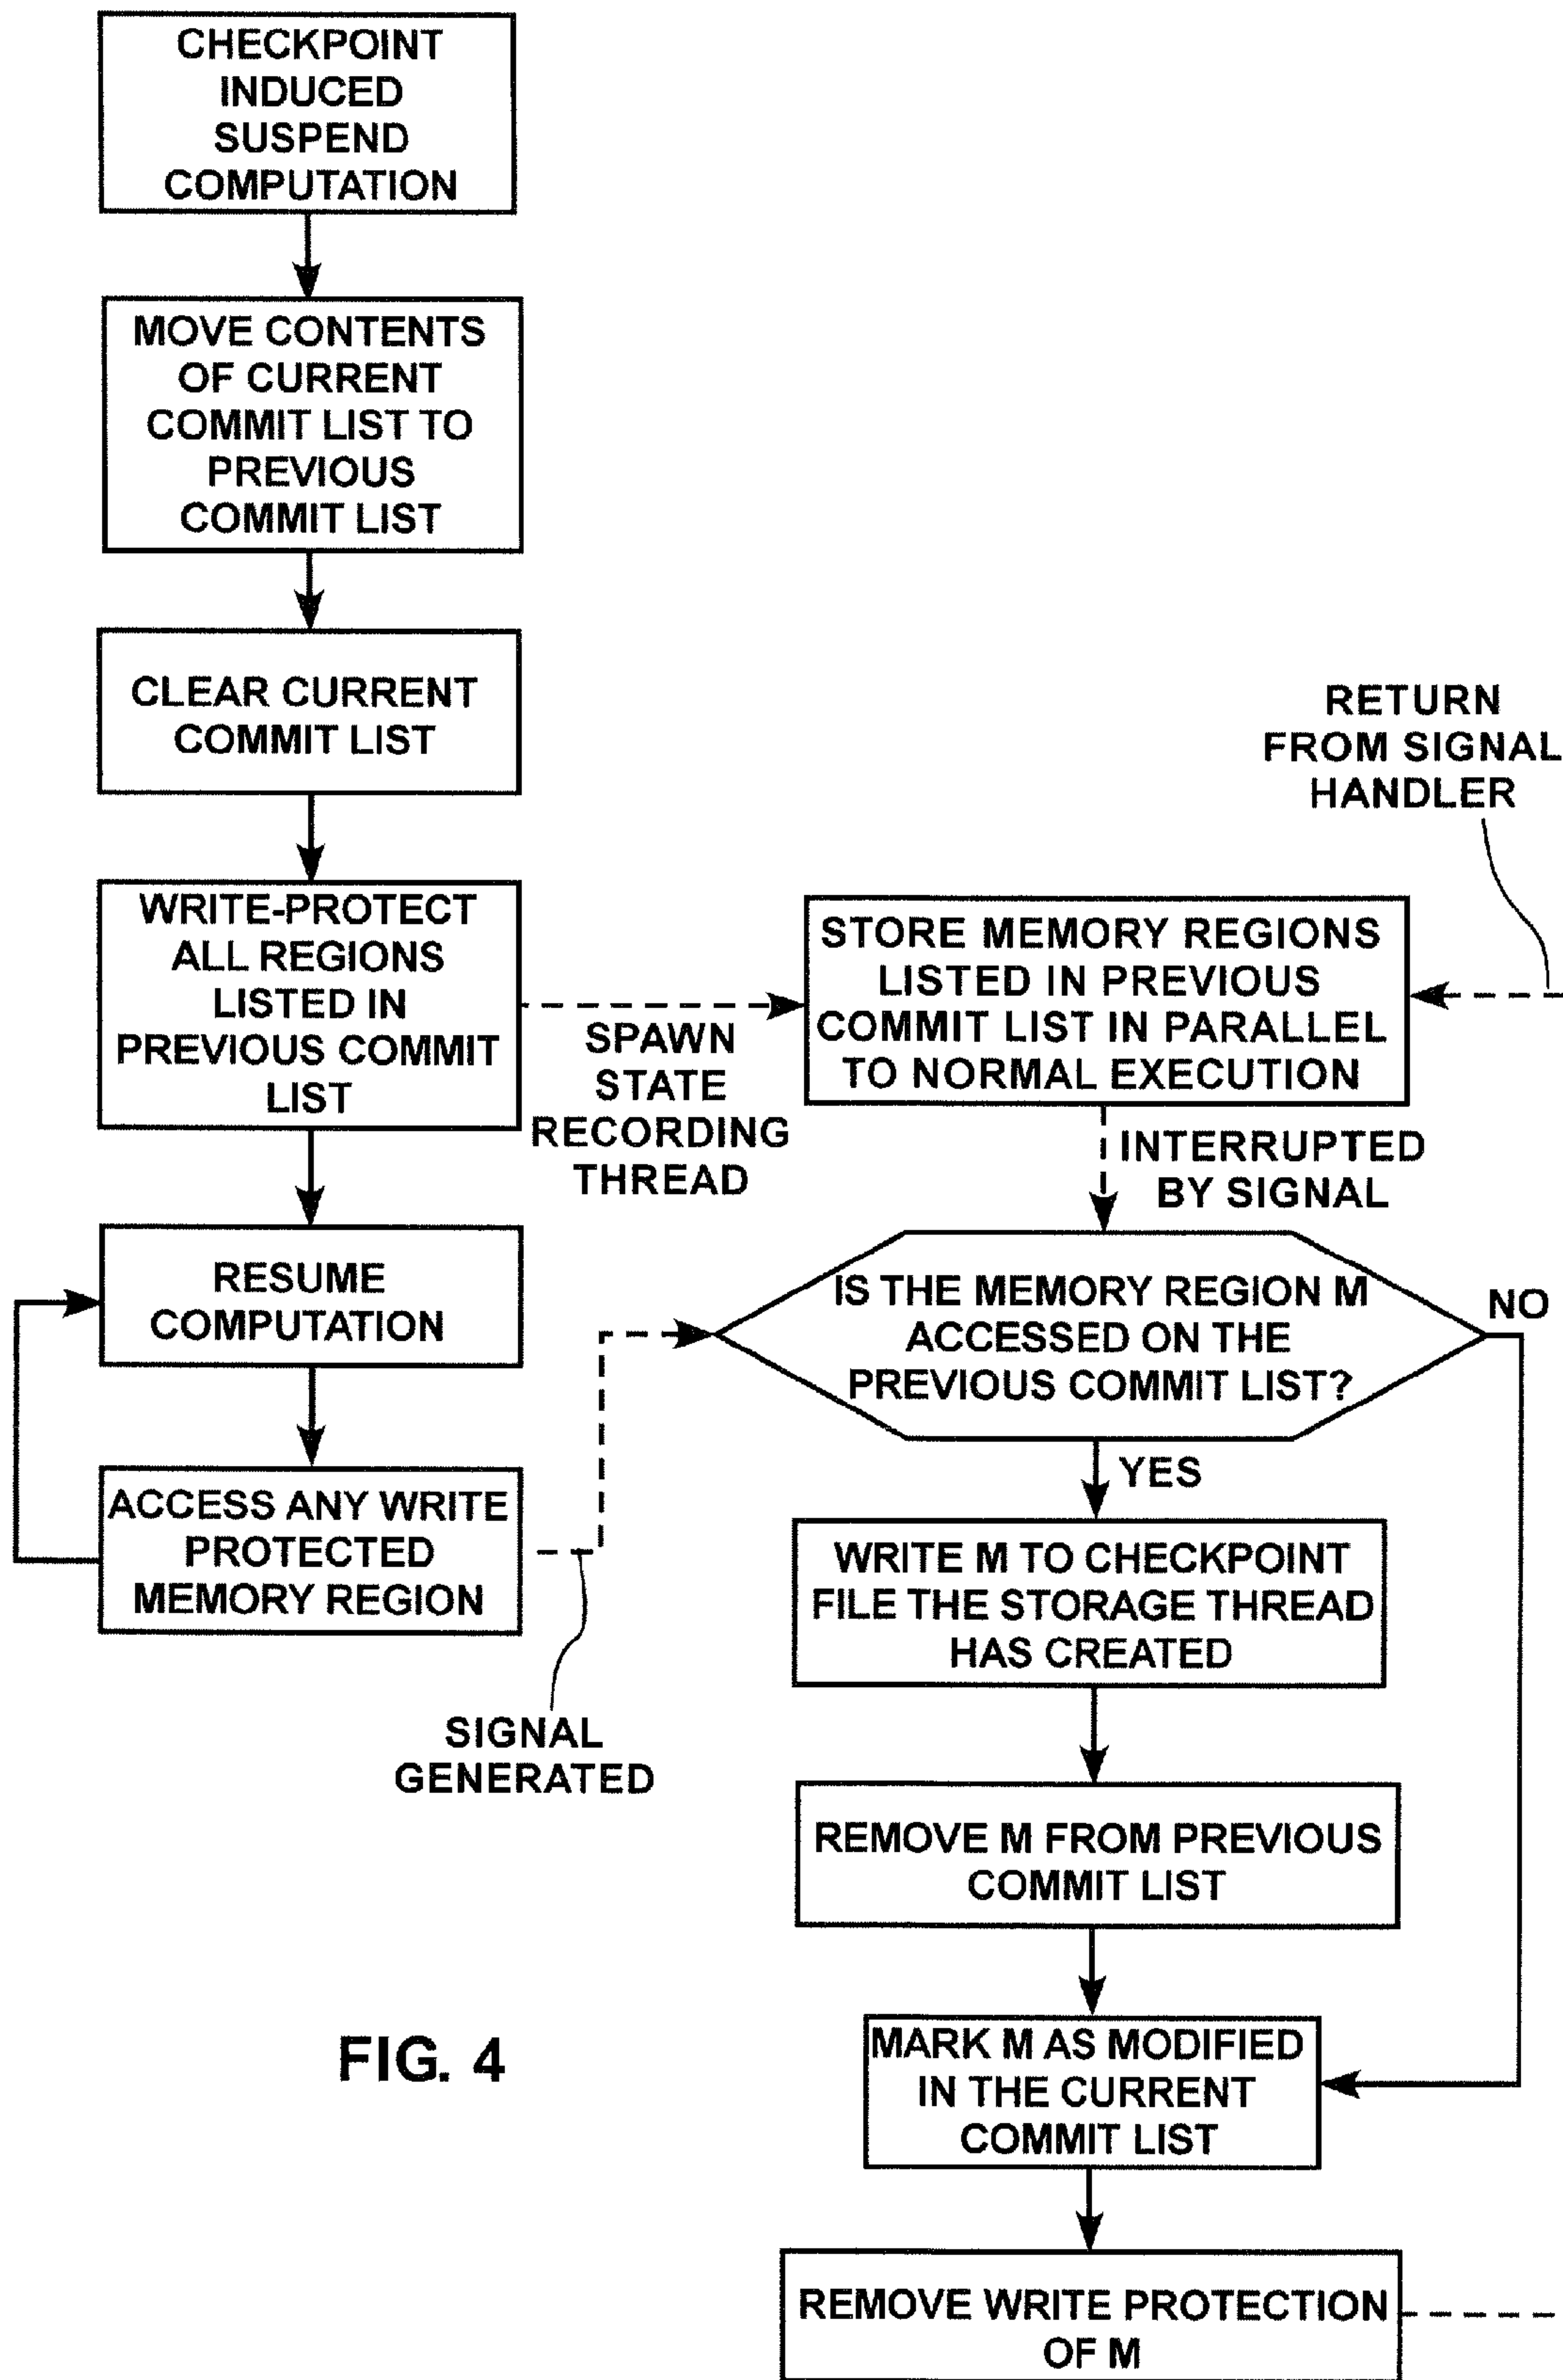 CHECKPOINT
INDUCED
SUSPEND
COMPUTATION
MOVE CONTENTS
OF CURRENT
COMMIT LIST TO
PREVIOUS
COMMIT LIST
CLEAR CURRENT
COMMIT LIST
WRITE-PROTECT
ALL REGIONS
LISTED IN
PREVIOUS COMMIT
LIST
SPAWN
STATE
RECORDING
THREAD
RESUME
COMPUTATION
ACCESS ANY WRITE
PROTECTED
MEMORY REGION
SIGNAL
GENERATED
RETURN
FROM SIGNAL
HANDLER
STORE MEMORY REGIONS
LISTED IN PREVIOUS
COMMIT LIST IN PARALLEL
TO NORMAL EXECUTION
INTERRUPTED
BY SIGNAL
IS THE MEMORY REGION M
ACCESSED ON THE
PREVIOUS COMMIT LIST?
NO
YES
WRITE M TO CHECKPOINT
FILE THE STORAGE THREAD
HAS CREATED
REMOVE M FROM PREVIOUS
COMMIT LIST
MARK M AS MODIFIED
IN THE CURRENT
COMMIT LIST
REMOVE WRITE PROTECTION
OF M
FIG. 4